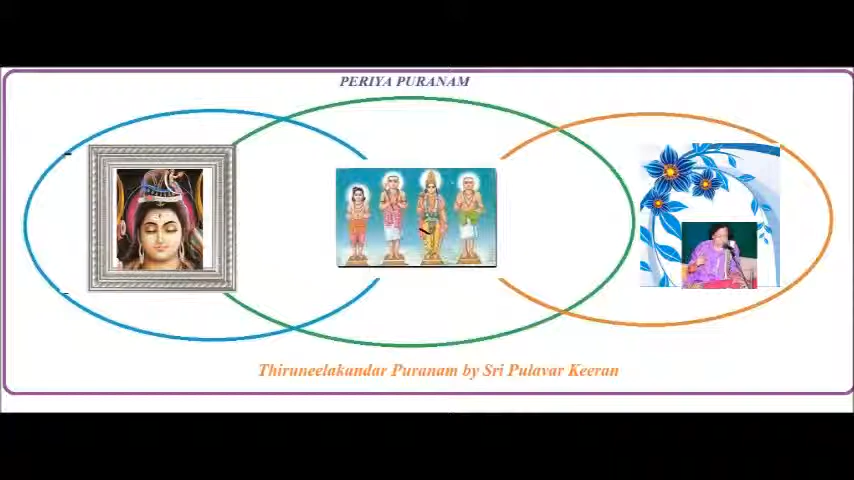 PERIYA PURANAM
Thiruneelakandar Puranam by Sri Pulavar Keeran